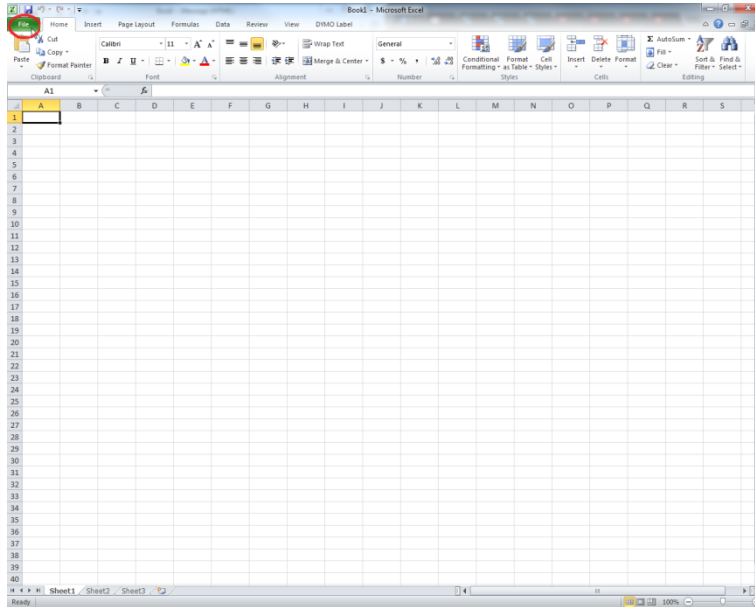 Book1 - Microsoft Excel
File Home Insert Page Layout Formulas Data Review View DYMO Label
Paste
Cut
Copy
Format Painter
Clipboard
Calibri 11 A A
B I U A
Font
Wrap Text
Merge & Center
Alignment
General
$ % ,
Number
Conditional Formatting
Format as Table
Cell Styles
Styles
Insert Delete Format
Cells
Σ AutoSum
Fill
Clear
Sort & Filter
Find & Select
Editing
A1 fx
A B C D E F G H I J K L M N O P Q R S
1
2
3
4
5
6
7
8
9
10
11
12
13
14
15
16
17
18
19
20
21
22
23
24
25
26
27
28
29
30
31
32
33
34
35
36
37
38
39
40
Sheet1 Sheet2 Sheet3
Ready 100%